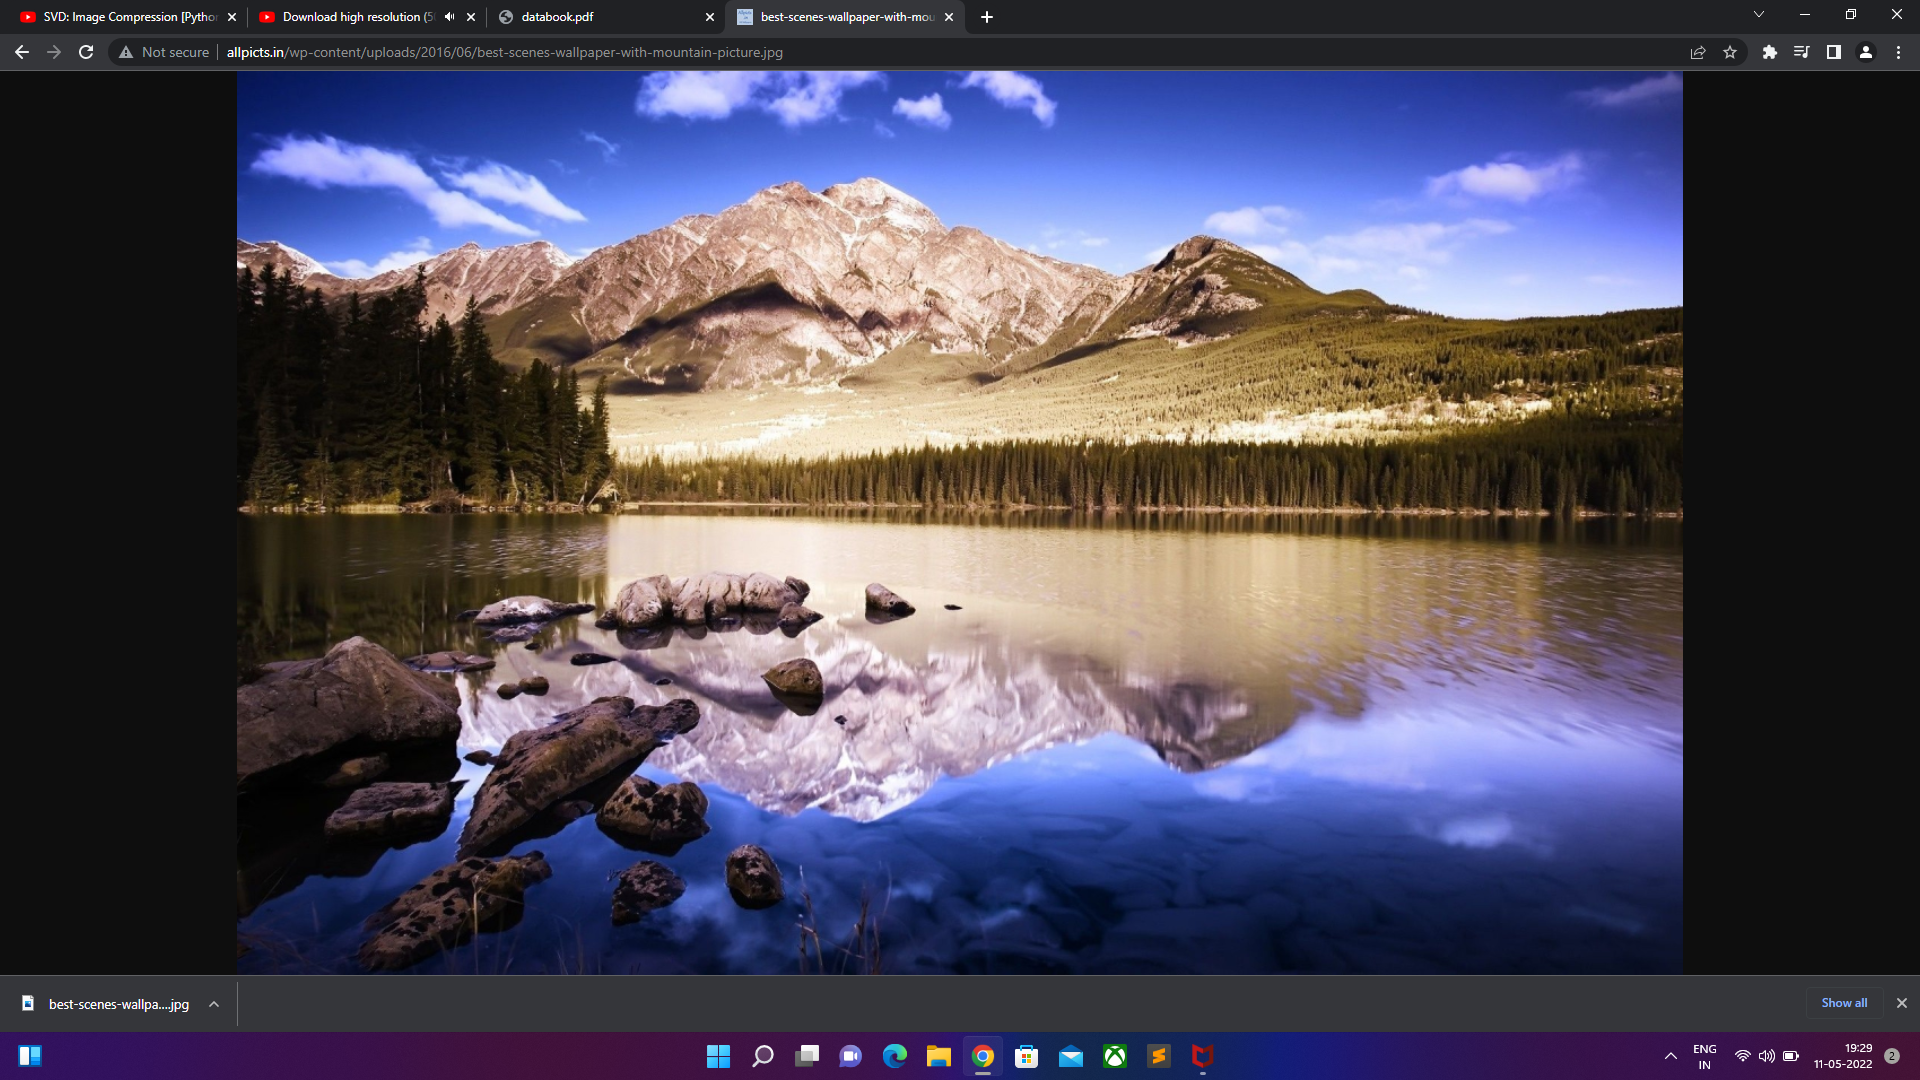 SVD: Image Compression [Python
Download high resolution (5
databook.pdf
best-scenes-wallpaper-with-mou
Not secure
allpicts.in/wp-content/uploads/2016/06/best-scenes-wallpaper-with-mountain-picture.jpg
best-scenes-wallpa....jpg
Show all
ENG
IN
19:29
11-05-2022
2